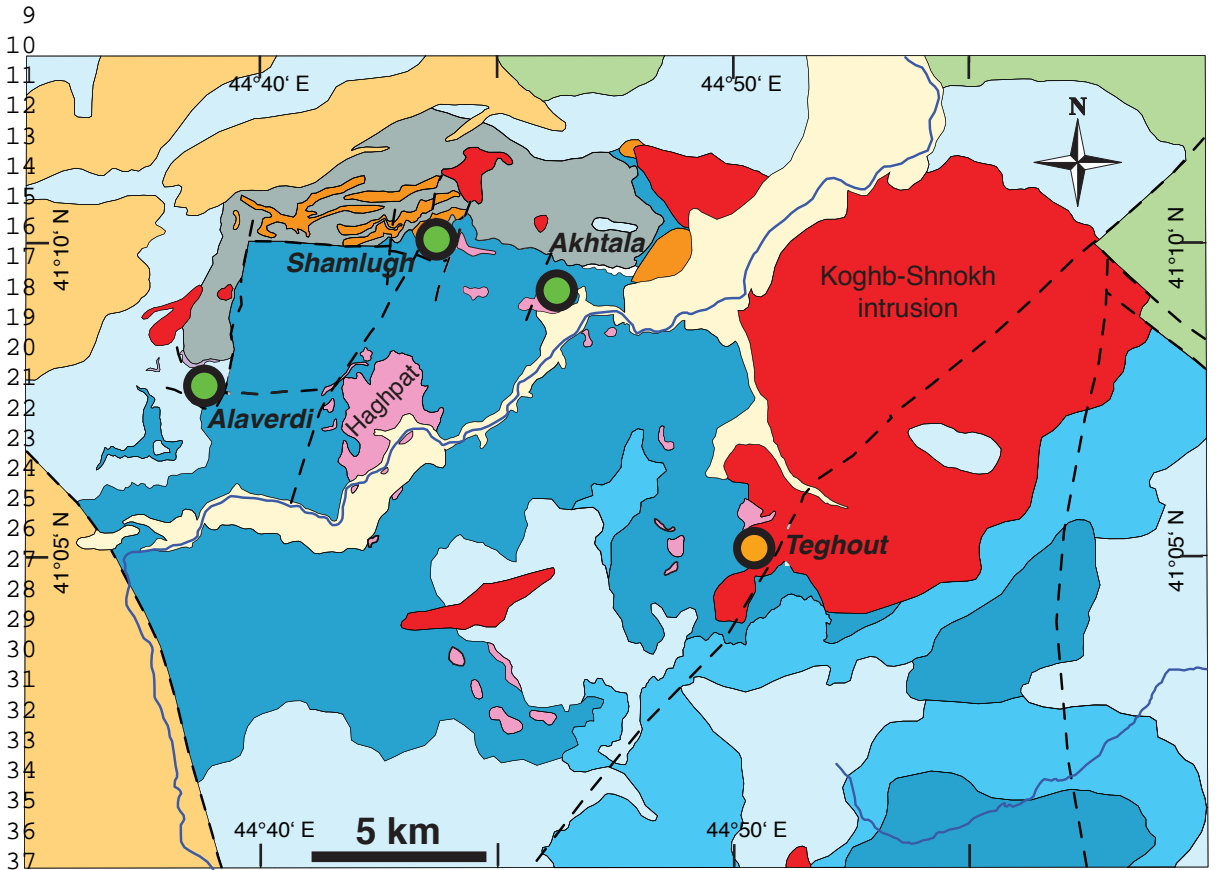 9
10
11
12
13
14
15
16
17
18
19
20
21
22
23
24
25
26
27
28
29
30
31
32
33
34
35
36
37
44°40‘ E
44°50‘ E
N
41°10‘ N
41°10‘ N
Akhtala
Shamlugh
Koghb-Shnokh
intrusion
Haghpat
Alaverdi
41°05‘ N
41°05‘ N
Teghout
44°40‘ E
5 km
44°50‘ E